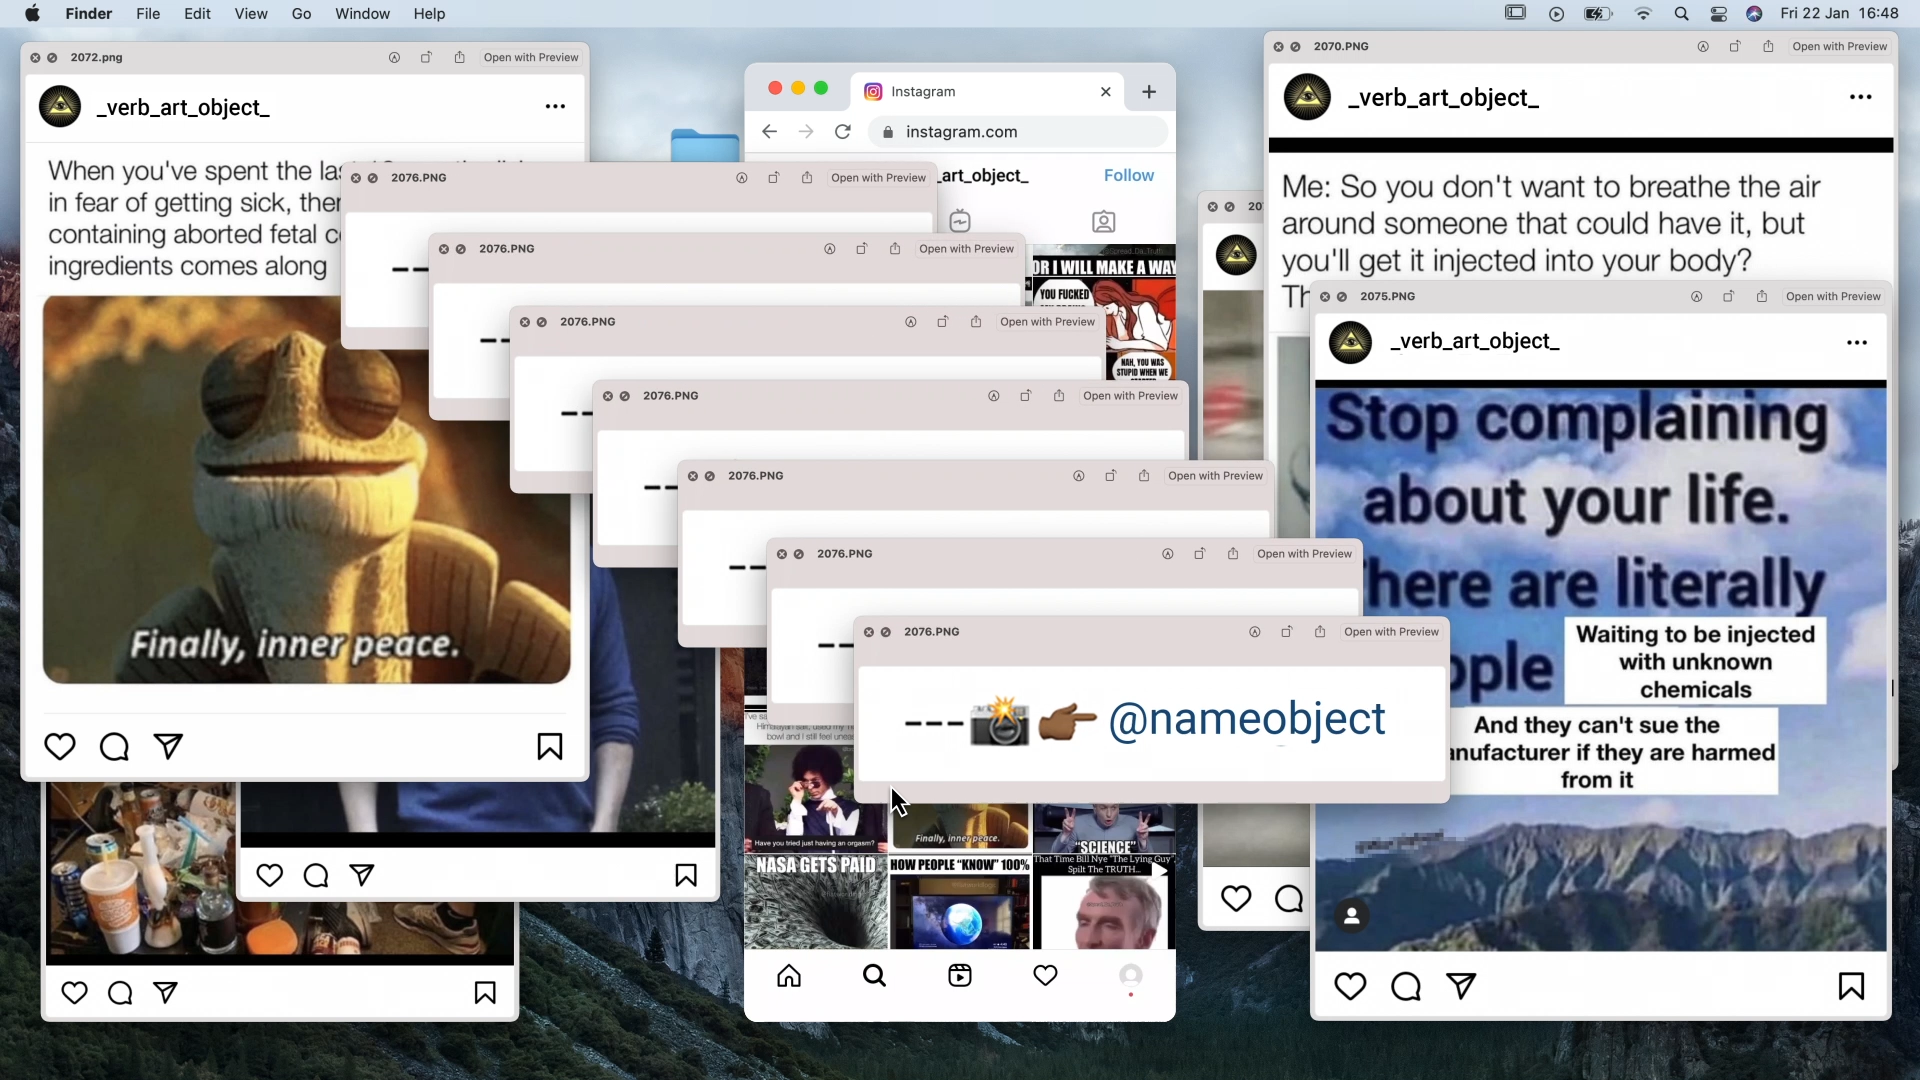 Finder File Edit View Go Window Help
Fri 22 Jan 16:48
2072.png Open with Preview
_verb_art_object_
When you've spent the
in fear of getting sick,
containing aborted fetal
ingredients comes along
Finally, inner peace.
Instagram
instagram.com
art_object_ Follow
OR I WILL MAKE A WAY
YOU FUCKED
NAH, YOU WAS
STUPID WHEN WE
2076.PNG Open with Preview
--
2076.PNG Open with Preview
--
2076.PNG Open with Preview
--
2076.PNG Open with Preview
--
2076.PNG Open with Preview
--
2076.PNG Open with Preview
--
2076.PNG Open with Preview
---📸👉🏾 @nameobject
bowl and I still feel
Have you tried just having an orgasm?
Finally, inner peace.
"SCIENCE"
NASA GETS PAID
HOW PEOPLE “KNOW” 100%
That Time Bill Nye "The Lying Guy"
Spilt The TRUTH...
20
2070.PNG Open with Preview
_verb_art_object_
Me: So you don't want to breathe the air
around someone that could have it, but
you'll get it injected into your body?
Th
2075.PNG Open with Preview
_verb_art_object_
Stop complaining
about your life.
here are literally
ople
Waiting to be injected
with unknown
chemicals
And they can't sue the
anufacturer if they are harmed
from it